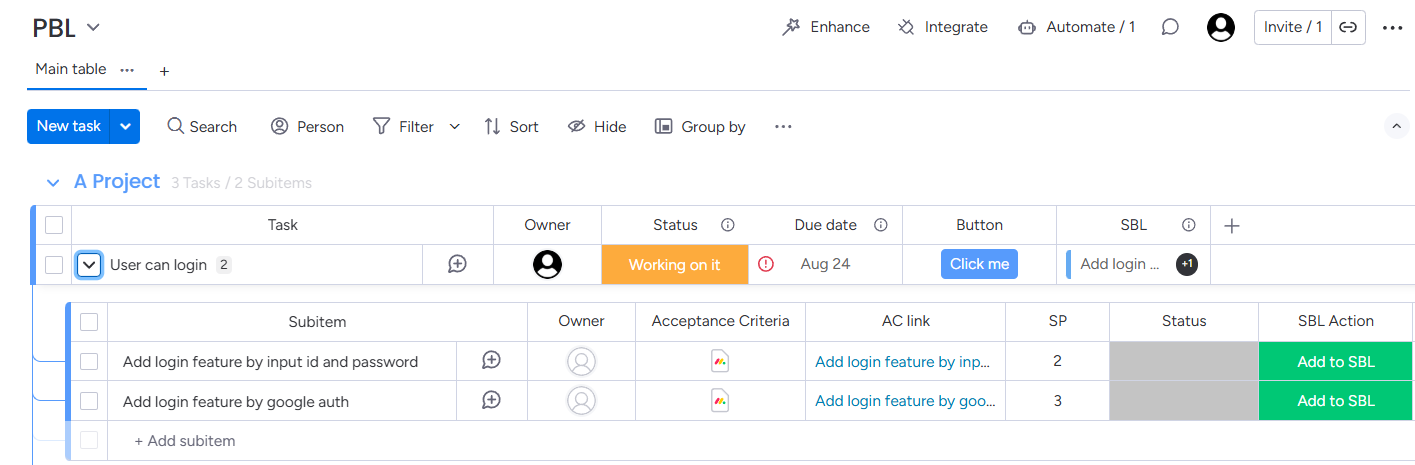 PBL
Enhance
Integrate
Automate / 1
Invite / 1
Main table
New task
Search
Person
Filter
Sort
Hide
Group by
A Project 3 Tasks / 2 Subitems
Task Owner Status Due date Button SBL
User can login 2 Working on it Aug 24 Click me Add login ... +1
Subitem Owner Acceptance Criteria AC link SP Status SBL Action
Add login feature by input id and password Add login feature by inp... 2 Add to SBL
Add login feature by google auth Add login feature by goo... 3 Add to SBL
+ Add subitem